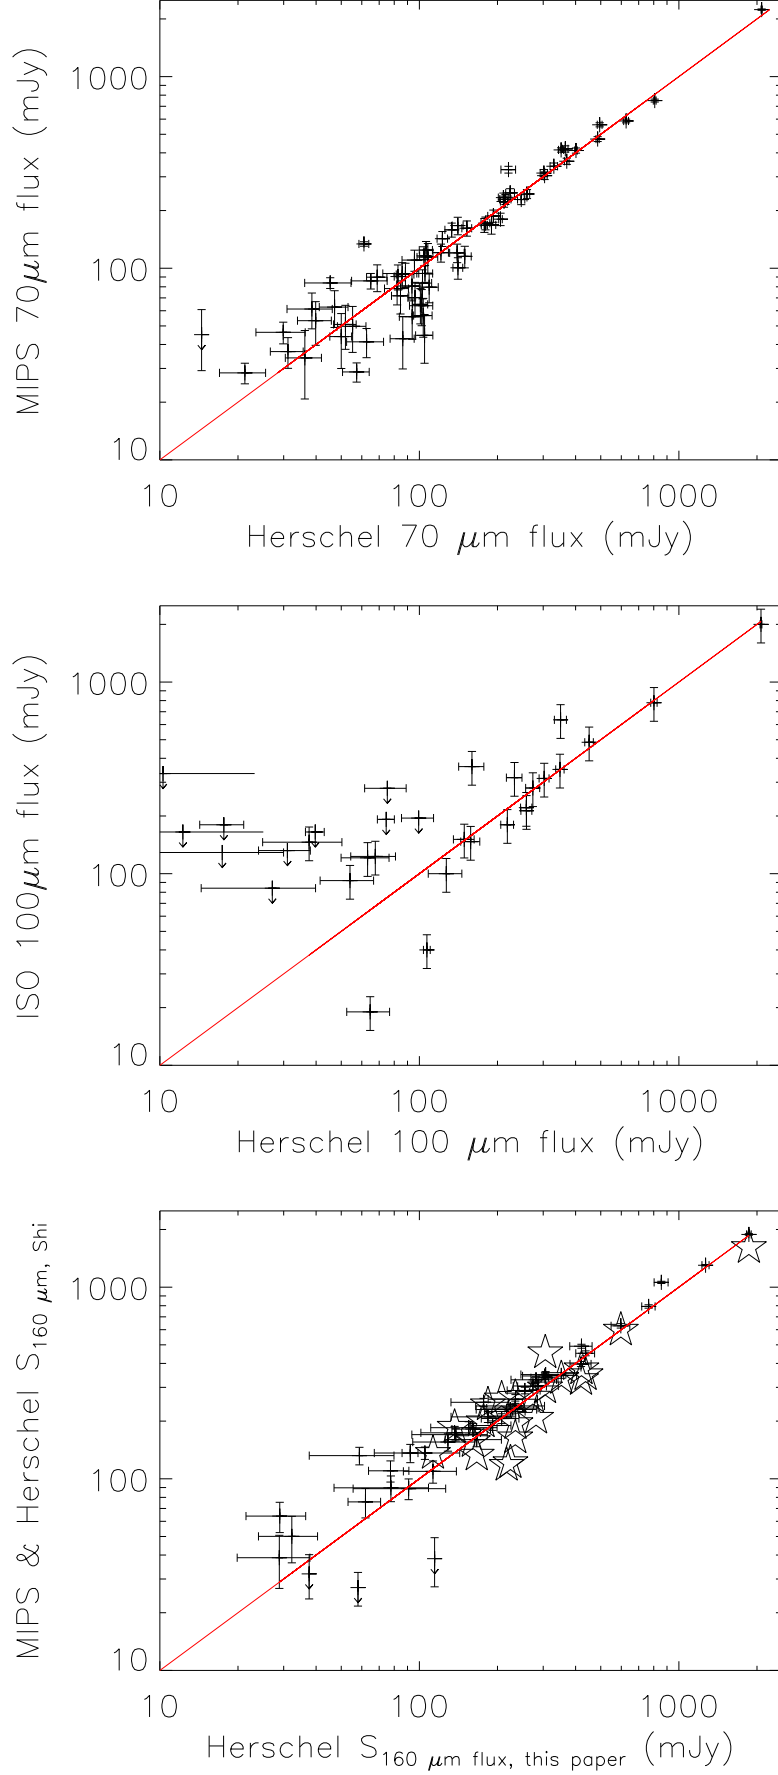 MIPS 70μm flux (mJy)
1000
100
10
10 100 1000
Herschel 70 μm flux (mJy)
ISO 100μm flux (mJy)
1000
100
10
10 100 1000
Herschel 100 μm flux (mJy)
MIPS & Herschel S160 μm, Shi
1000
100
10
10 100 1000
Herschel S160 μm flux, this paper (mJy)